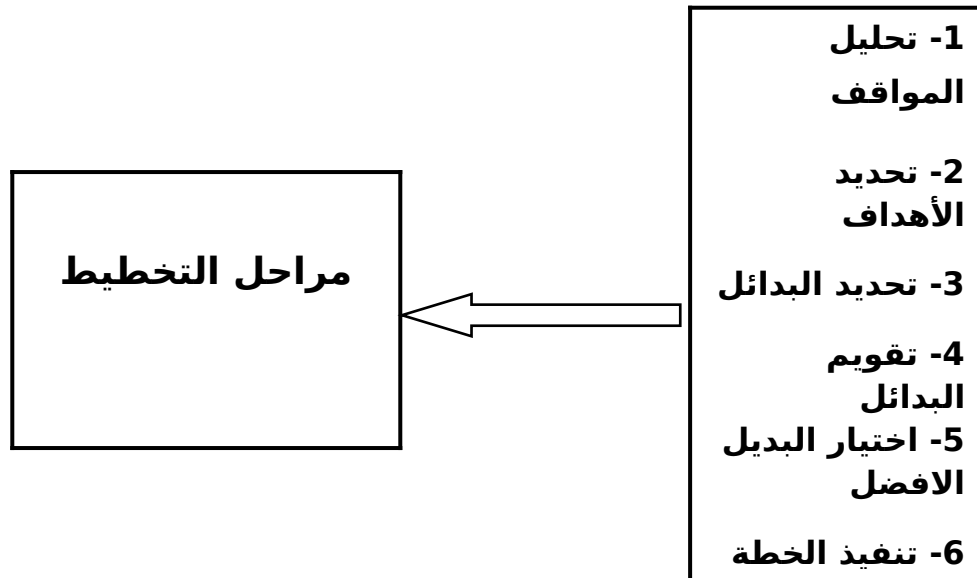 1- تحليل
المواقف
2- تحديد
الأهداف
3- تحديد البدائل
4- تقويم
البدائل
5- اختيار البديل
الافضل
6- تنفيذ الخطة
مراحل التخطيط